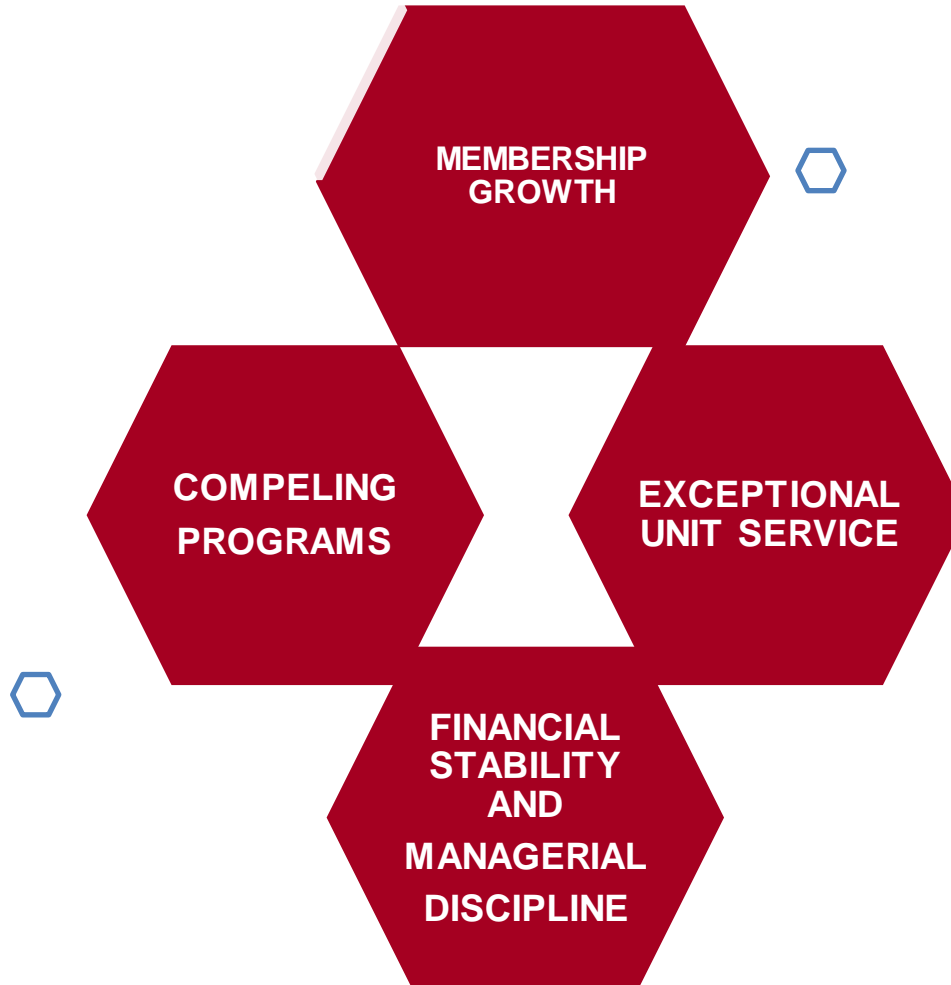 MEMBERSHIP
GROWTH
COMPELING
PROGRAMS
EXCEPTIONAL
UNIT SERVICE
FINANCIAL
STABILITY
AND
MANAGERIAL
DISCIPLINE